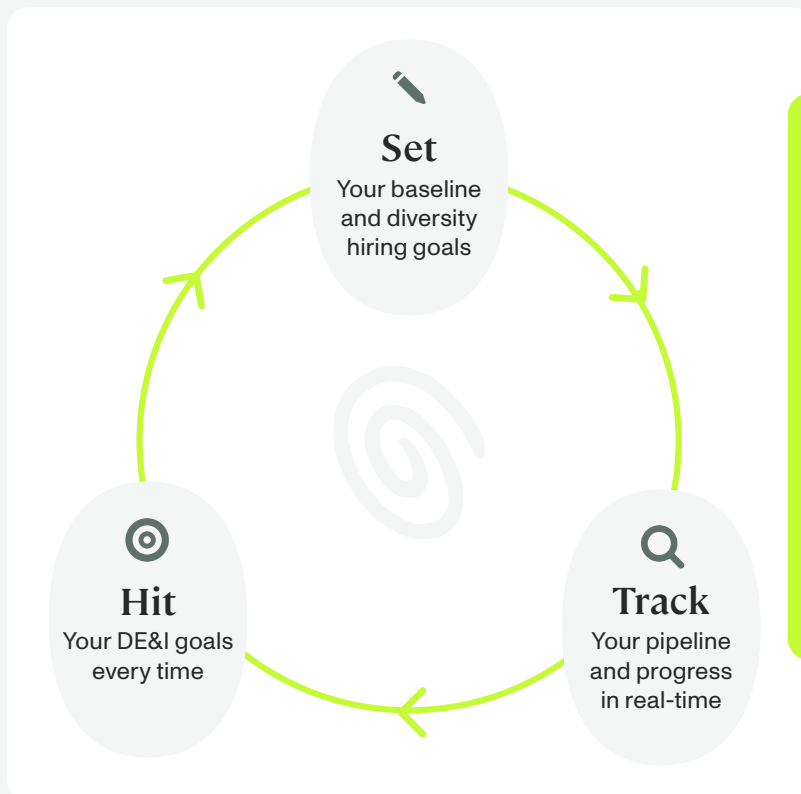 Set
Your baseline
and diversity
hiring goals
Hit
Your DE&I goals
every time
Track
Your pipeline
and progress
in real-time